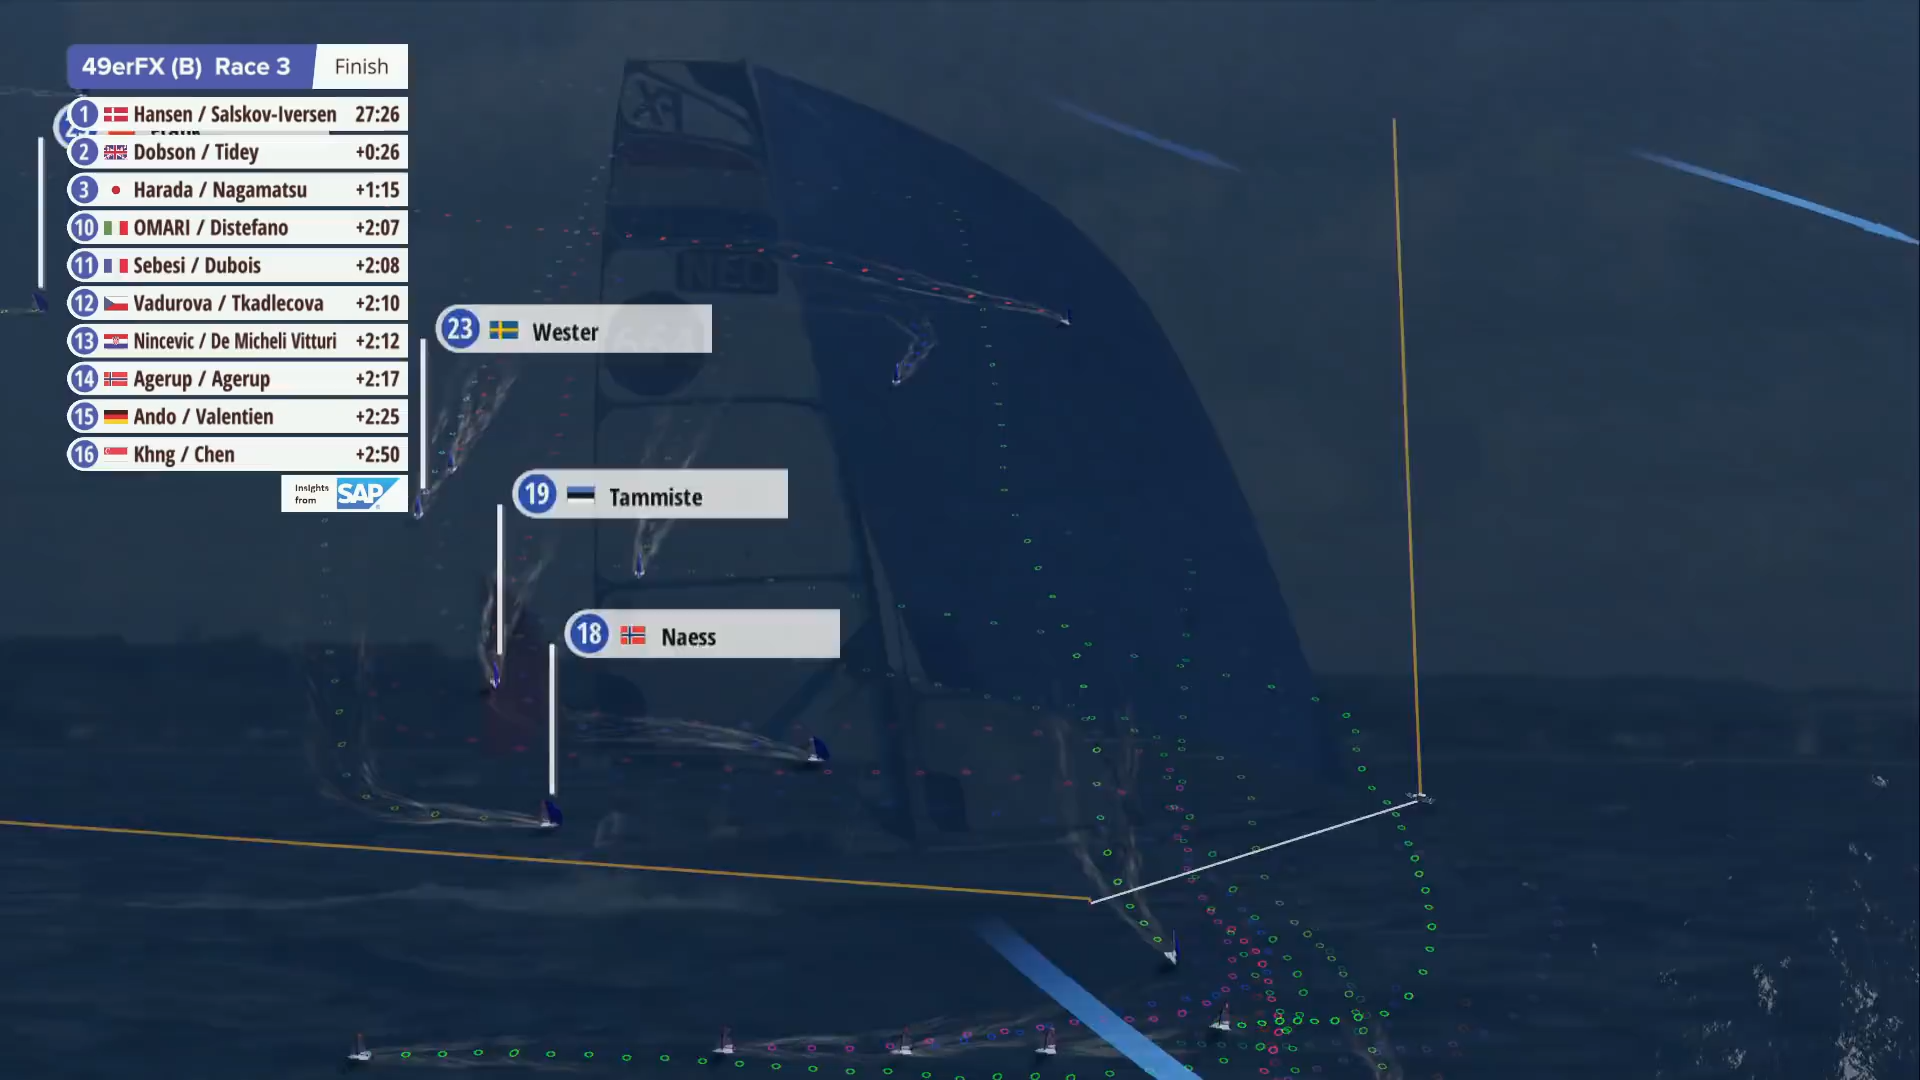 49erFX (B) Race 3 Finish
1 Hansen / Salskov-Iversen 27:26
2 Dobson / Tidey +0:26
3 Harada / Nagamatsu +1:15
10 OMARI / Distefano +2:07
11 Sebesi / Dubois +2:08
12 Vadurova / Tkadlecova +2:10
13 Nincevic / De Micheli Vitturi +2:12
14 Agerup / Agerup +2:17
15 Ando / Valentien +2:25
16 Khng / Chen +2:50
Insights from SAP
NED
23 Wester
19 Tammiste
18 Naess